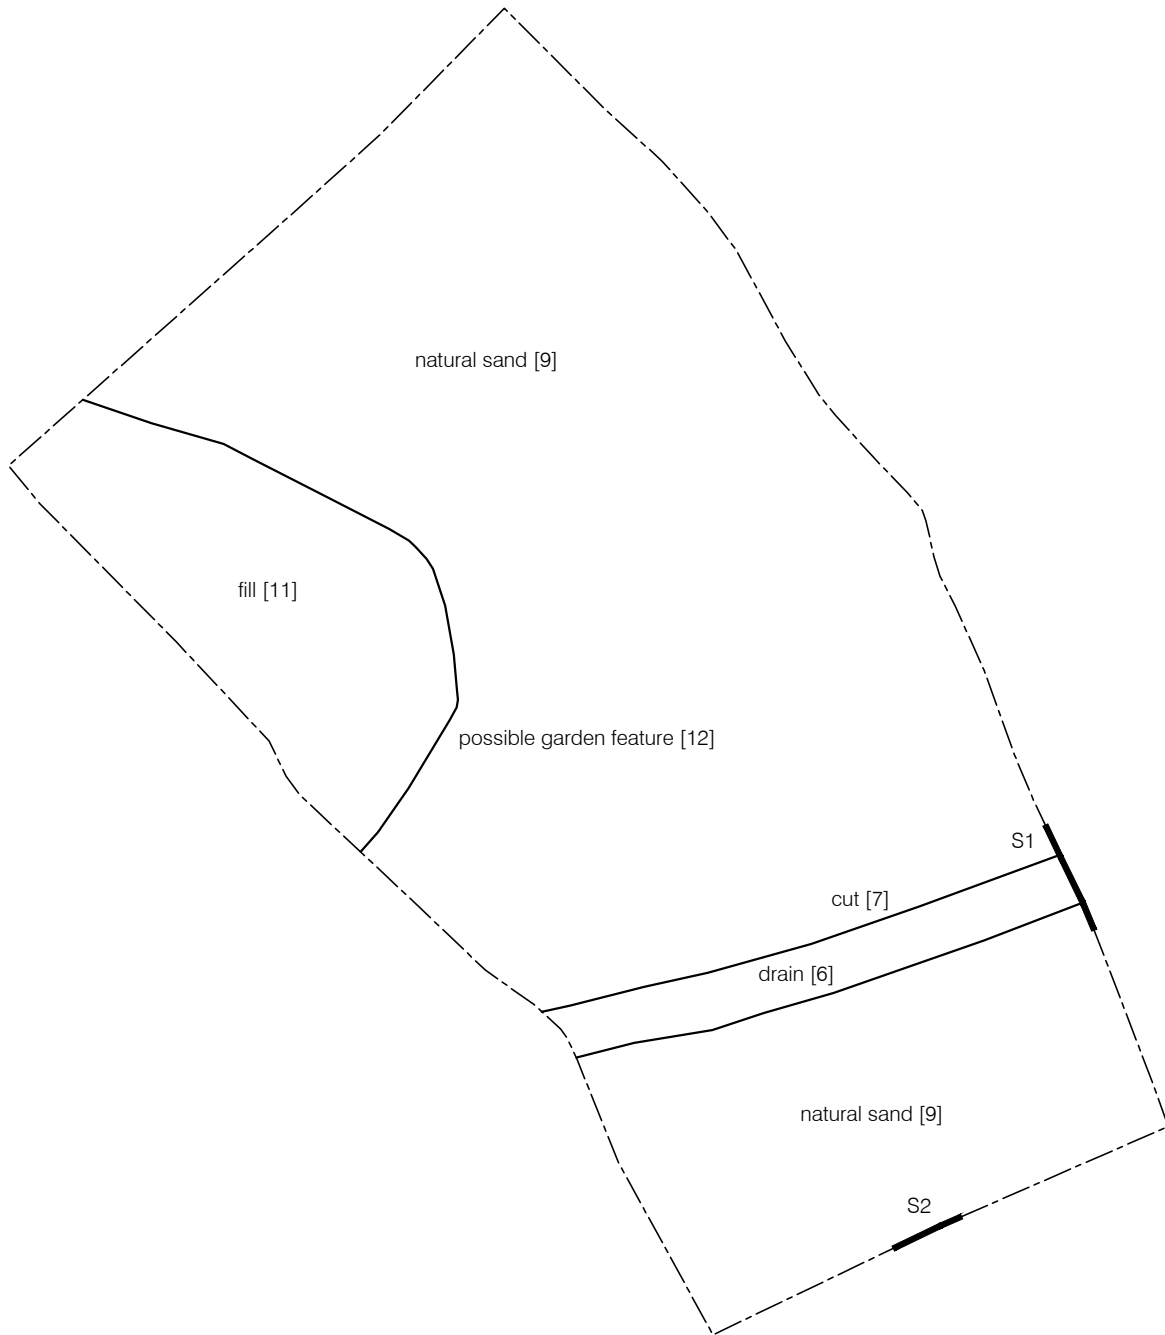 natural sand [9]
fill [11]
possible garden feature [12]
S1
cut [7]
drain [6]
natural sand [9]
S2